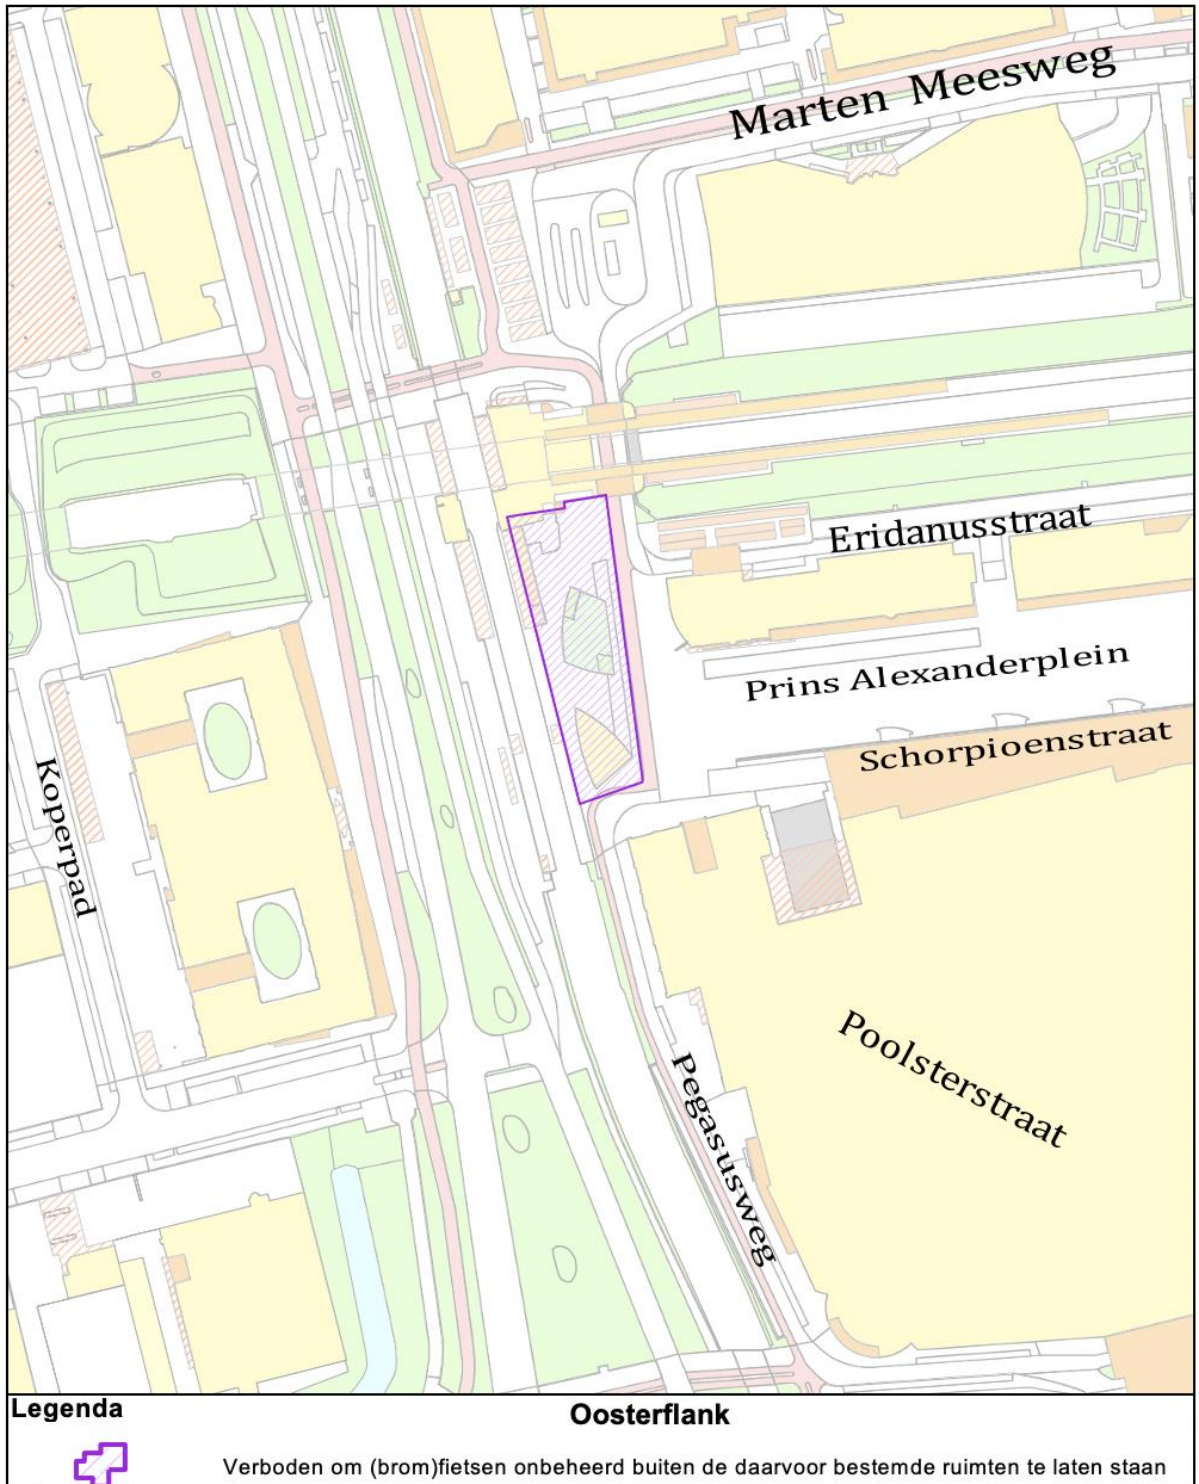 Marten Meesweg
Eridanusstraat
Prins Alexanderplein
Schorpioenstraat
Koperpad
Poolsterstraat
Pegasusweg
Legenda
Oosterflank
Verboden om (brom)fietsen onbeheerd buiten de daarvoor bestemde ruimten te laten staan